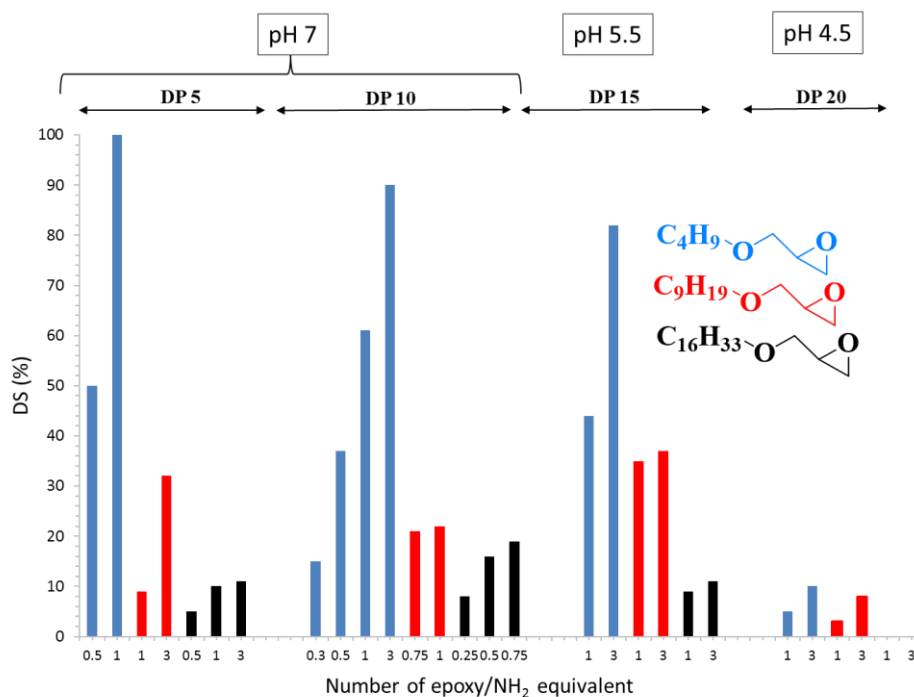 pH 7 pH 5.5 pH 4.5
DP 5 DP 10 DP 15 DP 20
100
90
80
70
60
50
40
30
20
10
0
DS (%)
C₄H₉ O O
C₉H₁₉ O O
C₁₆H₃₃ O O
0.5 1 1 3 0.5 1 3 0.3 0.5 1 3 0.75 1 0.25 0.5 0.75 1 3 1 3 1 3 1 3 1 3 1 3
Number of epoxy/NH₂ equivalent